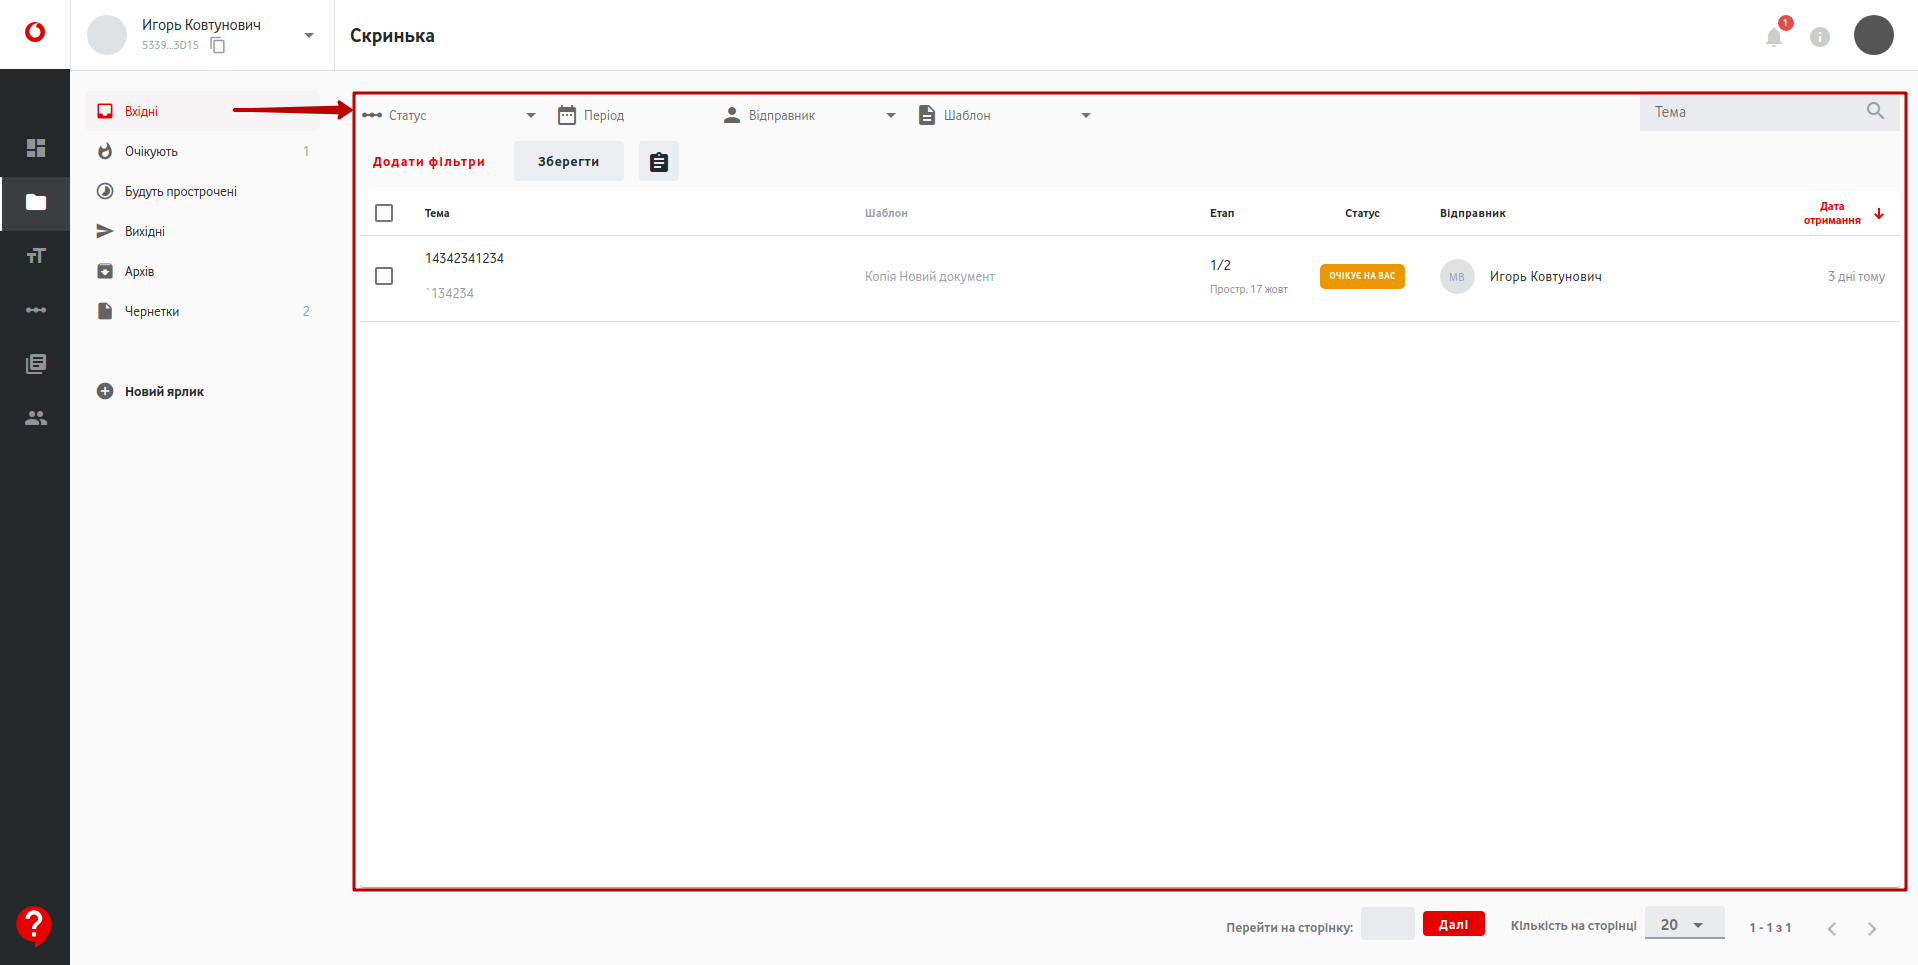 Игорь Ковтунович
5339...3D15
Скринька
1
Вхідні
Очікують 1
Будуть прострочені
Вихідні
Архів
Чернетки 2
Новий ярлик
Статус Період Відправник Шаблон Тема
Додати фільтри Зберегти
Тема Шаблон Етап Статус Відправник Дата
отримання
14342341234
`134234
Копія Новий документ
1/2
Простр. 17 жовт
ОЧІКУЄ НА ВАС
МВ Игорь Ковтунович 3 дні тому
Перейти на сторінку: Далі Кількість на сторінці 20 1 - 1 з 1